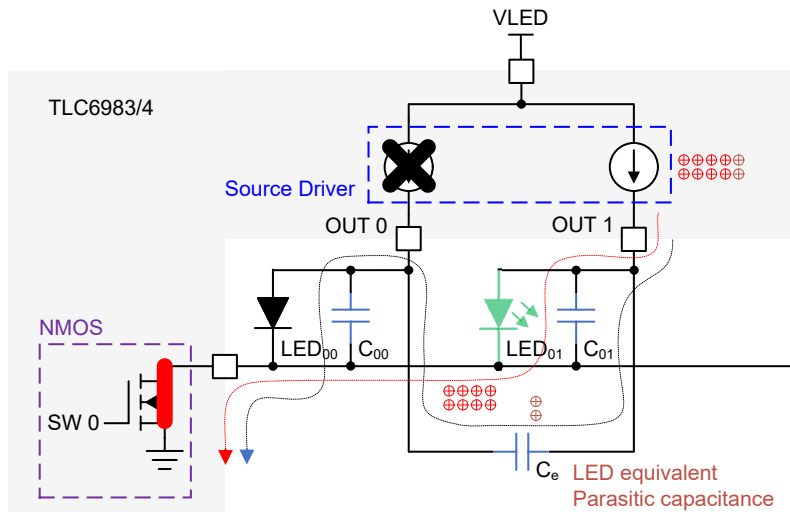 VLED
TLC6983/4
Source Driver
OUT 0
OUT 1
NMOS
LED₀₀
C₀₀
LED₀₁
C₀₁
SW 0
Cₑ
LED equivalent
Parasitic capacitance